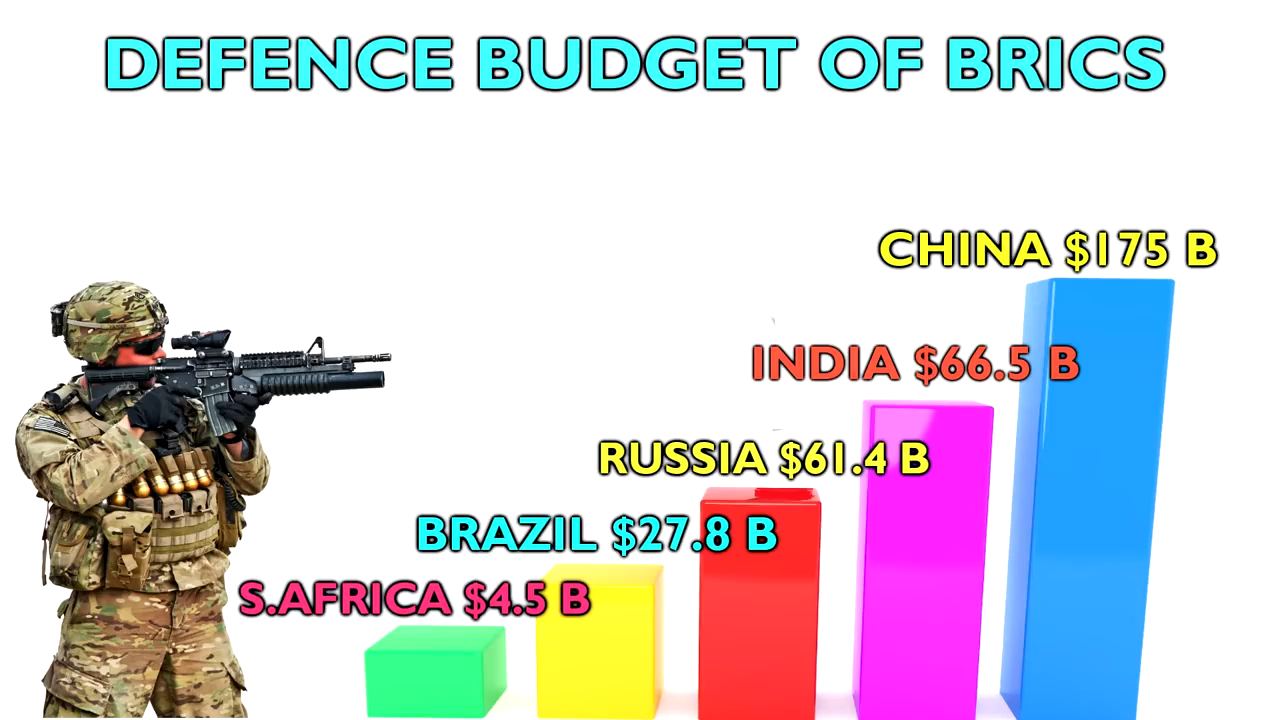 DEFENCE BUDGET OF BRICS
CHINA $175 B
INDIA $66.5 B
RUSSIA $61.4 B
BRAZIL $27.8 B
S.AFRICA $4.5 B